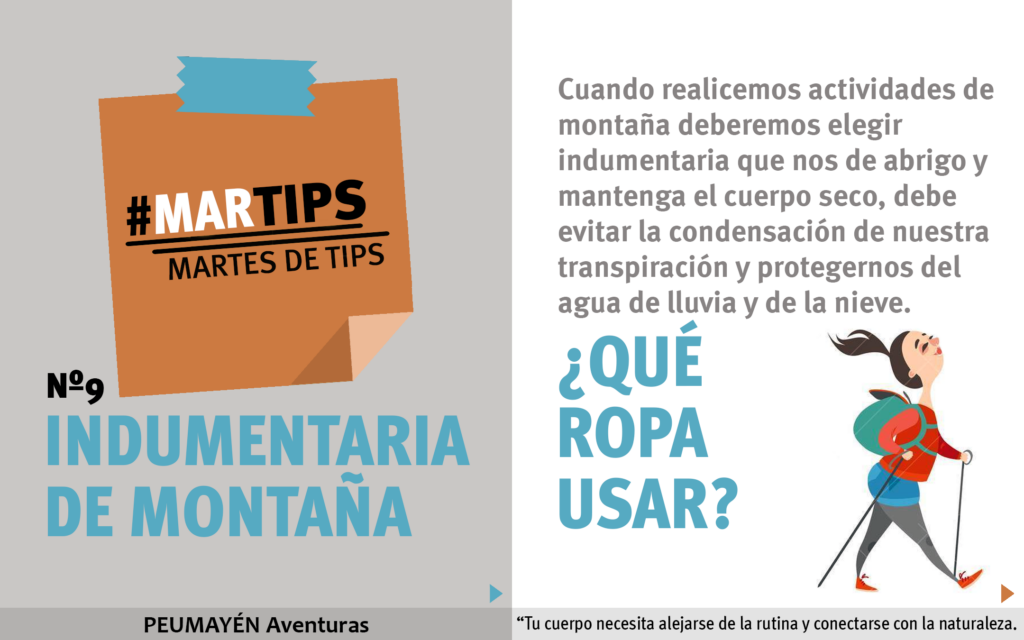 #MARTIPS
MARTES DE TIPS
Nº9
INDUMENTARIA
DE MONTAÑA
PEUMAYÉN Aventuras
Cuando realicemos actividades de
montaña deberemos elegir
indumentaria que nos de abrigo y
mantenga el cuerpo seco, debe
evitar la condensación de nuestra
transpiración y protegernos del
agua de lluvia y de la nieve.
¿QUÉ
ROPA
USAR?
“Tu cuerpo necesita alejarse de la rutina y conectarse con la naturaleza.